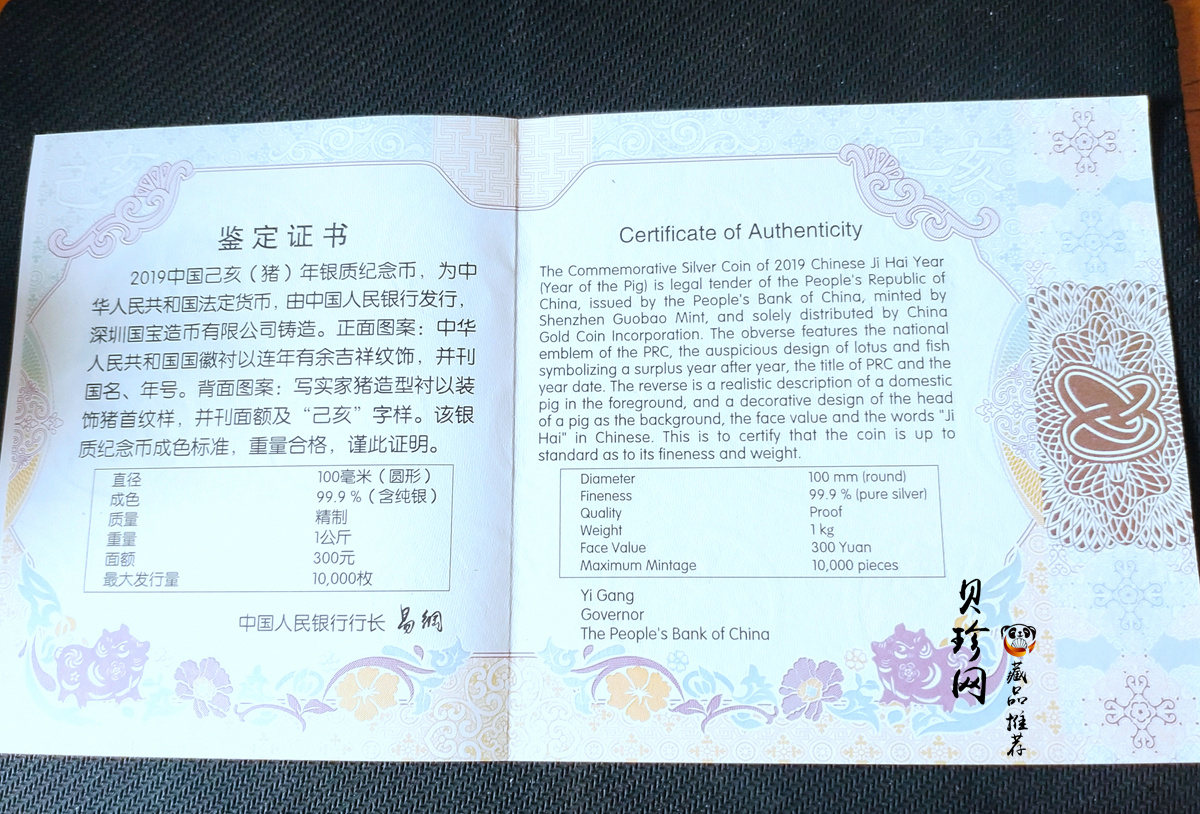 鉴定证书
2019中国己亥（猪）年银质纪念币，为中
华人民共和国法定货币，由中国人民银行发行，
深圳国宝造币有限公司铸造。正面图案：中华
人民共和国国徽衬以连年有余吉祥纹饰，并刊
国名、年号。背面图案：写实家猪造型衬以装
饰猪首纹样，并刊面额及“己亥”字样。该银
质纪念币成色标准，重量合格，谨此证明。
直径 100毫米（圆形）
成色 99.9 %（含纯银）
质量 精制
重量 1公斤
面额 300元
最大发行量 10,000枚
中国人民银行行长 易纲
Certificate of Authenticity
The Commemorative Silver Coin of 2019 Chinese Ji Hai Year
(Year of the Pig) is legal tender of the People's Republic of
China, issued by the People's Bank of China, minted by
Shenzhen Guobao Mint, and solely distributed by China
Gold Coin Incorporation. The obverse features the national
emblem of the PRC, the auspicious design of lotus and fish
symbolizing a surplus year after year, the title of PRC and the
year date. The reverse is a realistic description of a domestic
pig in the foreground, and a decorative design of the head
of a pig as the background, the face value and the words "Ji
Hai" in Chinese. This is to certify that the coin is up to
standard as to its fineness and weight.
Diameter 100 mm (round)
Fineness 99.9 % (pure silver)
Quality Proof
Weight 1 kg
Face Value 300 Yuan
Maximum Mintage 10,000 pieces
Yi Gang
Governor
The People's Bank of China
己亥
己亥
贝珍网
藏品推荐